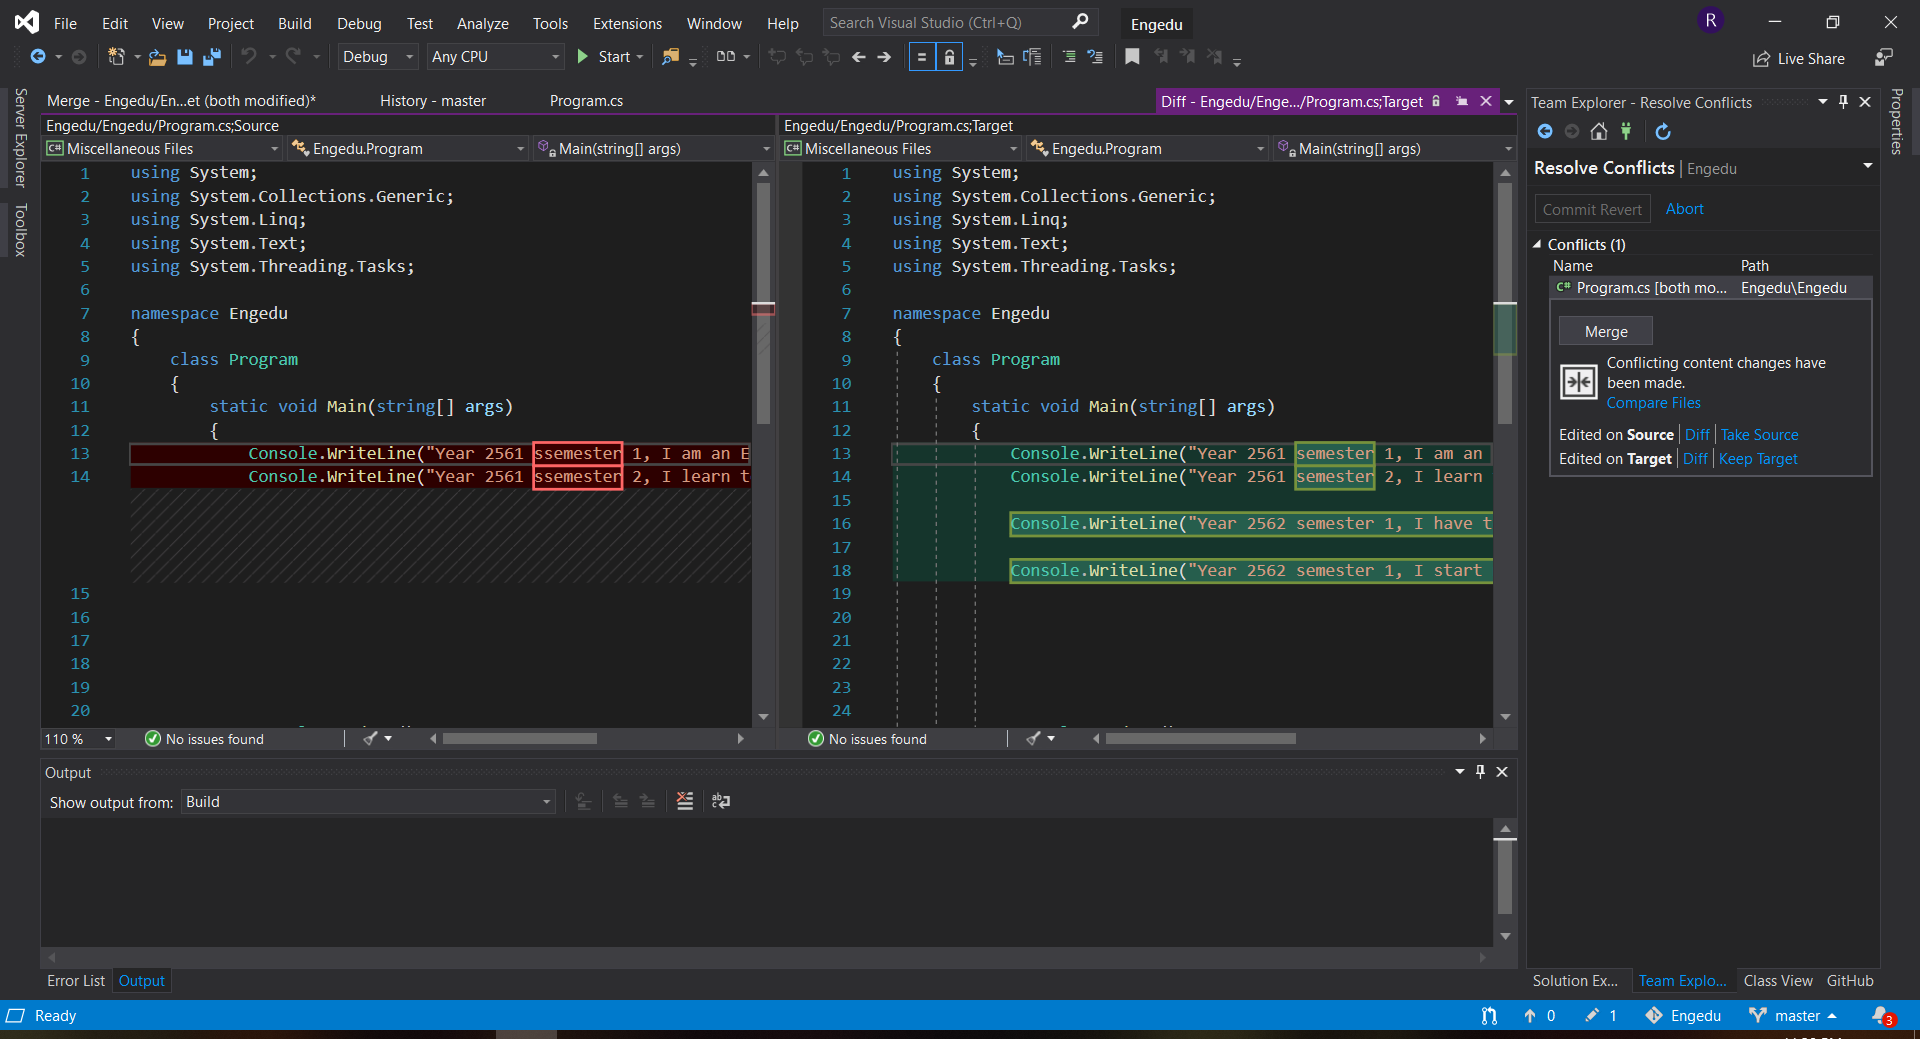 File Edit View Project Build Debug Test Analyze Tools Extensions Window Help Search Visual Studio (Ctrl+Q) Engedu R
Debug Any CPU Start Live Share
Server Explorer
Toolbox
Merge - Engedu/En...et (both modified)* History - master Program.cs Diff - Engedu/Enge.../Program.cs;Target
Engedu/Engedu/Program.cs;Source
Miscellaneous Files Engedu.Program Main(string[] args)
1 using System;
2 using System.Collections.Generic;
3 using System.Linq;
4 using System.Text;
5 using System.Threading.Tasks;
6
7 namespace Engedu
8 {
9 class Program
10 {
11 static void Main(string[] args)
12 {
13 Console.WriteLine("Year 2561 ssemester 1, I am an E
14 Console.WriteLine("Year 2561 ssemester 2, I learn t
15
16
17
18
19
20
110 % No issues found
Engedu/Engedu/Program.cs;Target
Miscellaneous Files Engedu.Program Main(string[] args)
1 using System;
2 using System.Collections.Generic;
3 using System.Linq;
4 using System.Text;
5 using System.Threading.Tasks;
6
7 namespace Engedu
8 {
9 class Program
10 {
11 static void Main(string[] args)
12 {
13 Console.WriteLine("Year 2561 semester 1, I am an
14 Console.WriteLine("Year 2561 semester 2, I learn
15
16 Console.WriteLine("Year 2562 semester 1, I have t
17
18 Console.WriteLine("Year 2562 semester 1, I start
19
20
21
22
23
24
No issues found
Output
Show output from: Build
Error List Output
Team Explorer - Resolve Conflicts
Resolve Conflicts | Engedu
Commit Revert Abort
Conflicts (1)
Name Path
C# Program.cs [both mo... Engedu\Engedu
Merge
Conflicting content changes have
been made.
Compare Files
Edited on Source | Diff | Take Source
Edited on Target | Diff | Keep Target
Solution Ex... Team Explo... Class View GitHub
Properties
Ready 0 1 Engedu master 3